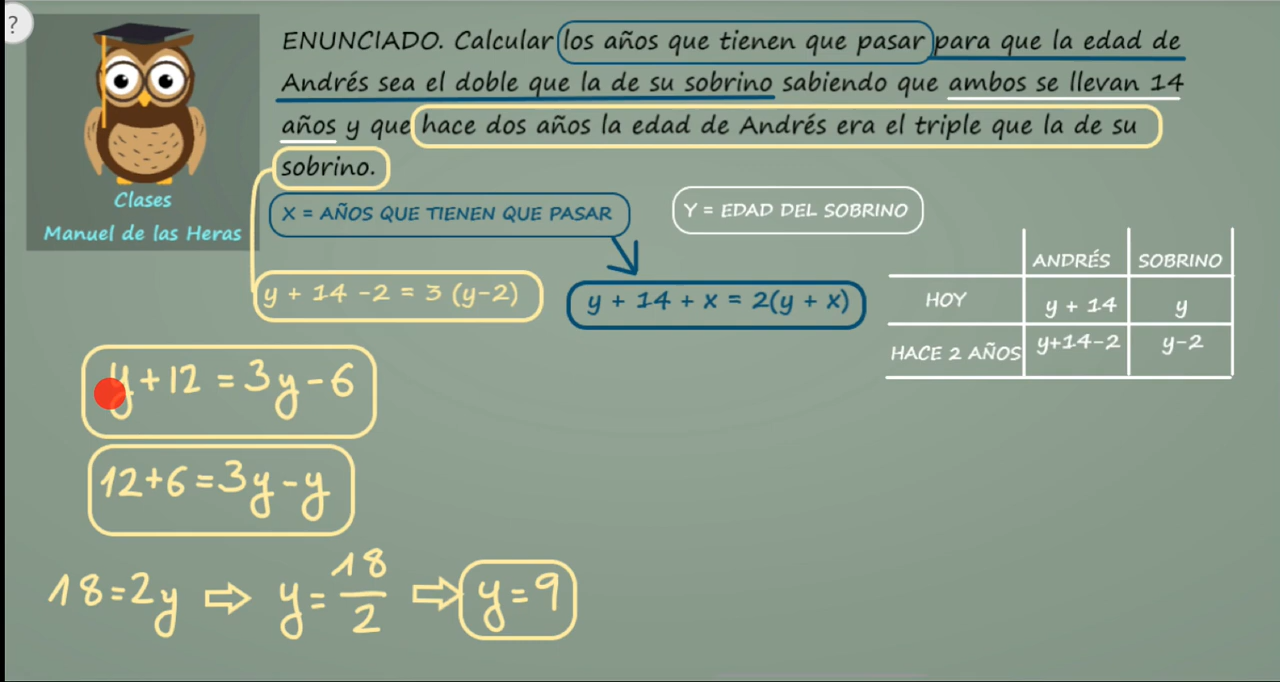 ?
ENUNCIADO. Calcular los años que tienen que pasar para que la edad de
Andrés sea el doble que la de su sobrino sabiendo que ambos se llevan 14
años y que hace dos años la edad de Andrés era el triple que la de su
sobrino.
Clases
Manuel de las Heras
X = AÑOS QUE TIENEN QUE PASAR
Y = EDAD DEL SOBRINO
y + 14 - 2 = 3 (y-2)
y + 14 + x = 2(y + x)
ANDRÉS SOBRINO
HOY y + 14 y
HACE 2 AÑOS y+14-2 y-2
y + 12 = 3y - 6
12+6 = 3y - y
18 = 2y ⇨ y = 18/2 ⇨ y = 9